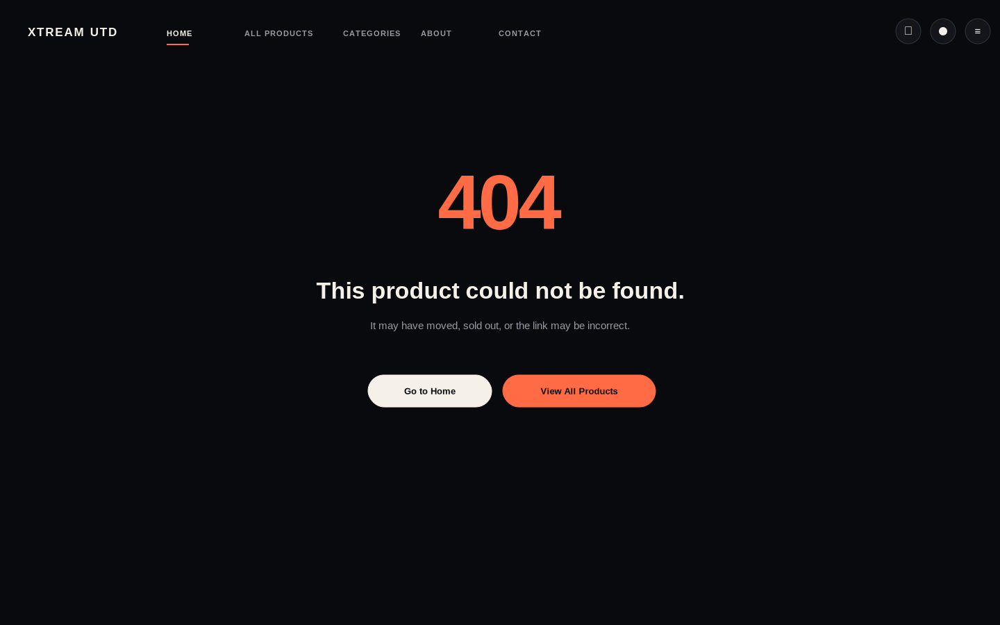 XTREAM UTD
HOME
ALL PRODUCTS
CATEGORIES
ABOUT
CONTACT
404
This product could not be found.
It may have moved, sold out, or the link may be incorrect.
Go to Home
View All Products